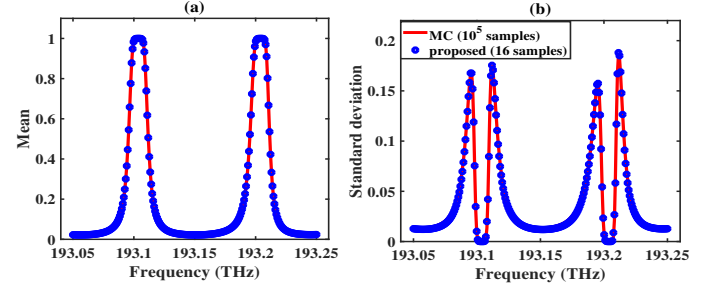 (a)
1
0.8
0.6
0.4
0.2
0
Mean
193.05 193.1 193.15 193.2 193.25
Frequency (THz)
(b)
MC (10⁵ samples)
proposed (16 samples)
0.2
0.15
0.1
0.05
0
Standard deviation
193.05 193.1 193.15 193.2 193.25
Frequency (THz)